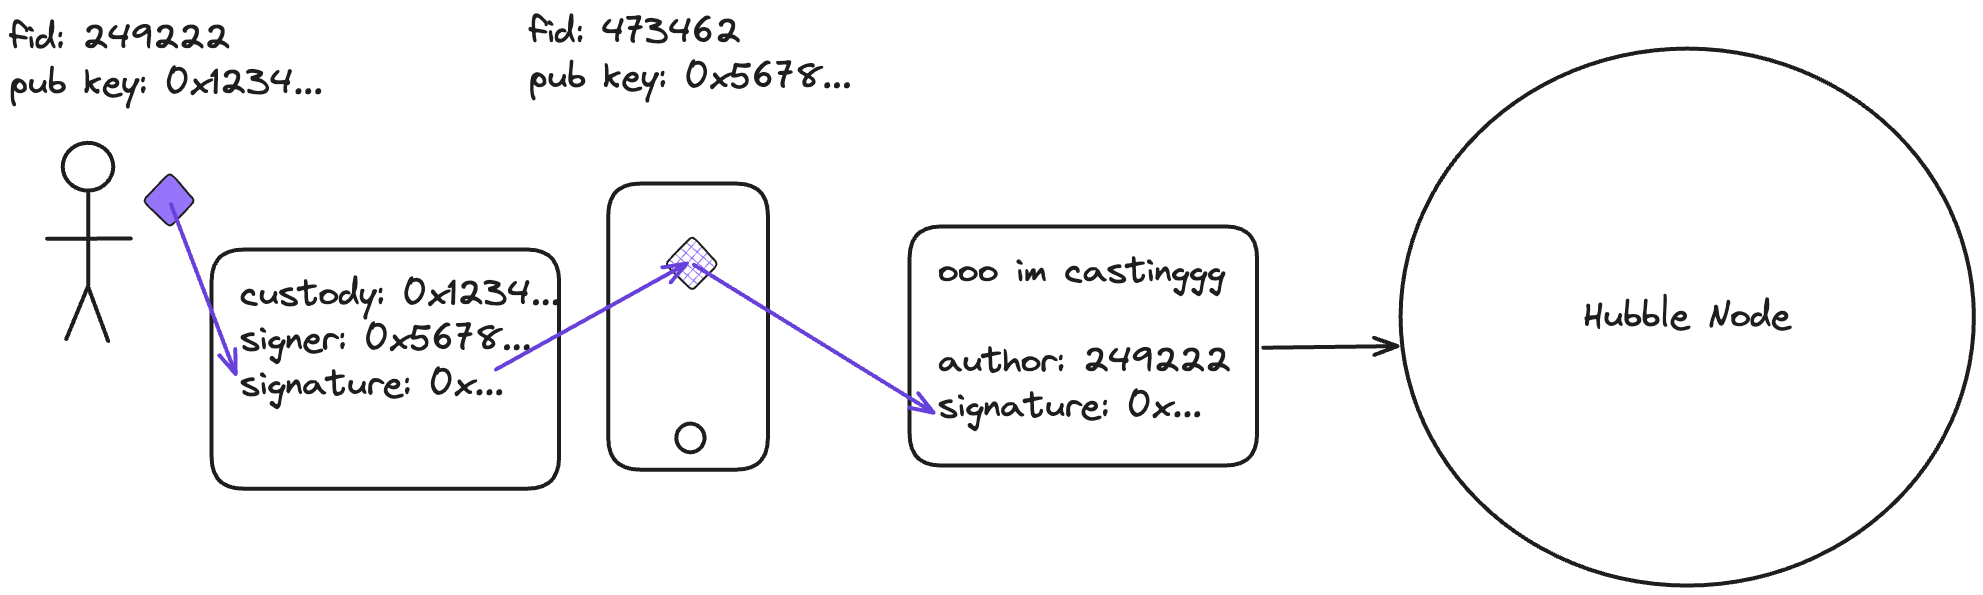 fid: 249222
pub key: 0x1234...
fid: 473462
pub key: 0x5678...
custody: 0x1234...
signer: 0x5678...
signature: 0x...
ooo im castinggg
author: 249222
signature: 0x...
Hubble Node